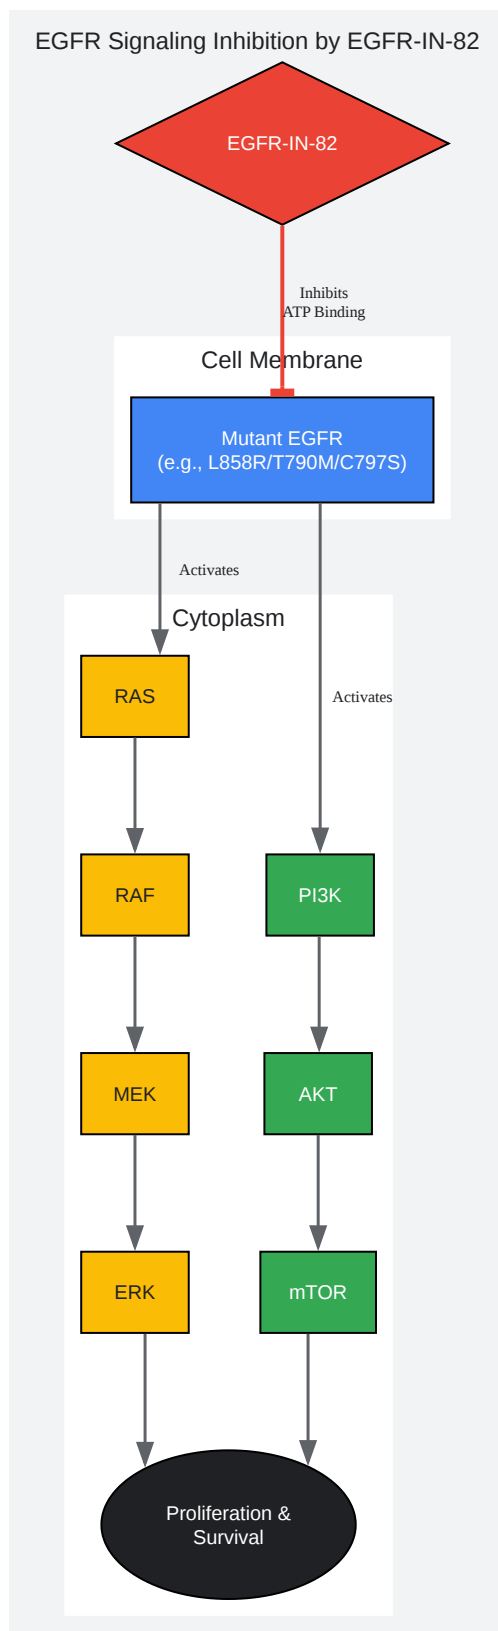 EGFR Signaling Inhibition by EGFR-IN-82
EGFR-IN-82
Inhibits
ATP Binding
Cell Membrane
Mutant EGFR
(e.g., L858R/T790M/C797S)
Activates
Cytoplasm
RAS
Activates
RAF
PI3K
MEK
AKT
ERK
mTOR
Proliferation &
Survival